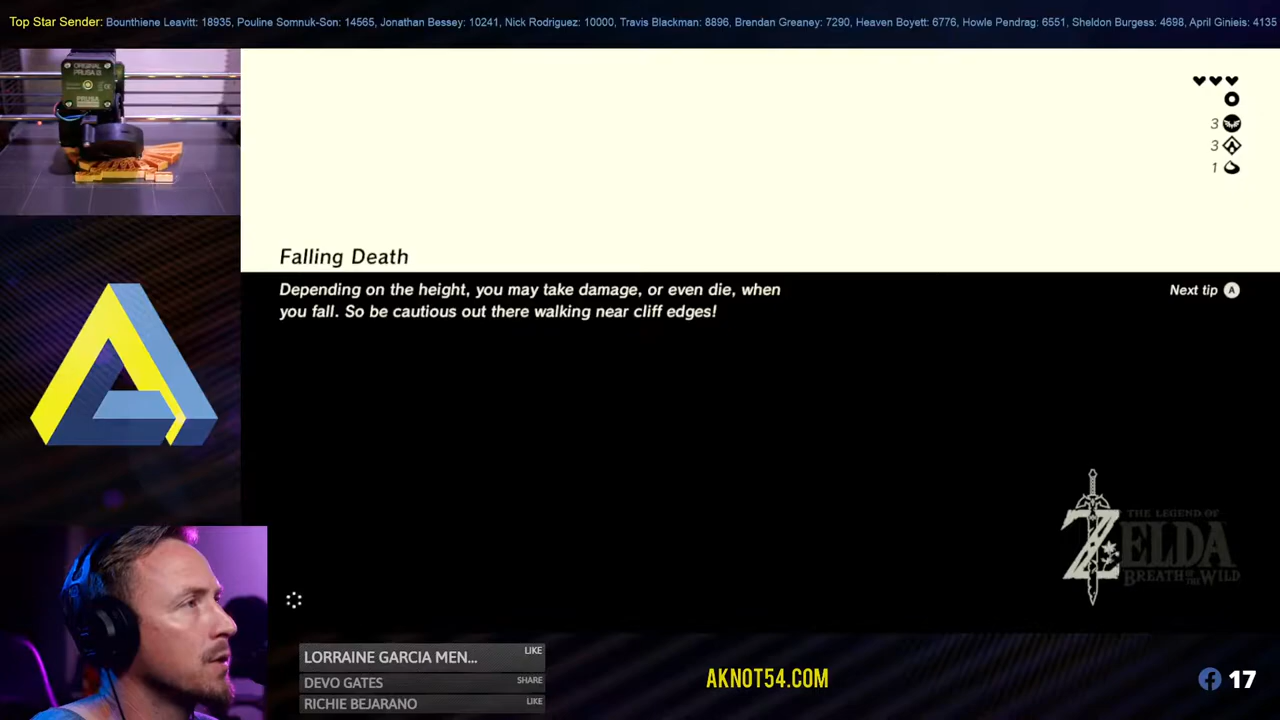 Top Star Sender: Bounthiene Leavitt: 18935, Pouline Somnuk-Son: 14565, Jonathan Bessey: 10241, Nick Rodriguez: 10000, Travis Blackman: 8896, Brendan Greaney: 7290, Heaven Boyett: 6776, Howle Pendrag: 6551, Sheldon Burgess: 4698, April Ginieis: 4135
ORIGINAL
PRUSA
3
3
1
Falling Death
Depending on the height, you may take damage, or even die, when
you fall. So be cautious out there walking near cliff edges!
Next tip A
THE LEGEND OF
ZELDA
BREATH OF THE WILD
LORRAINE GARCIA MEN... LIKE
DEVO GATES SHARE
RICHIE BEJARANO LIKE
AKNOT54.COM
17